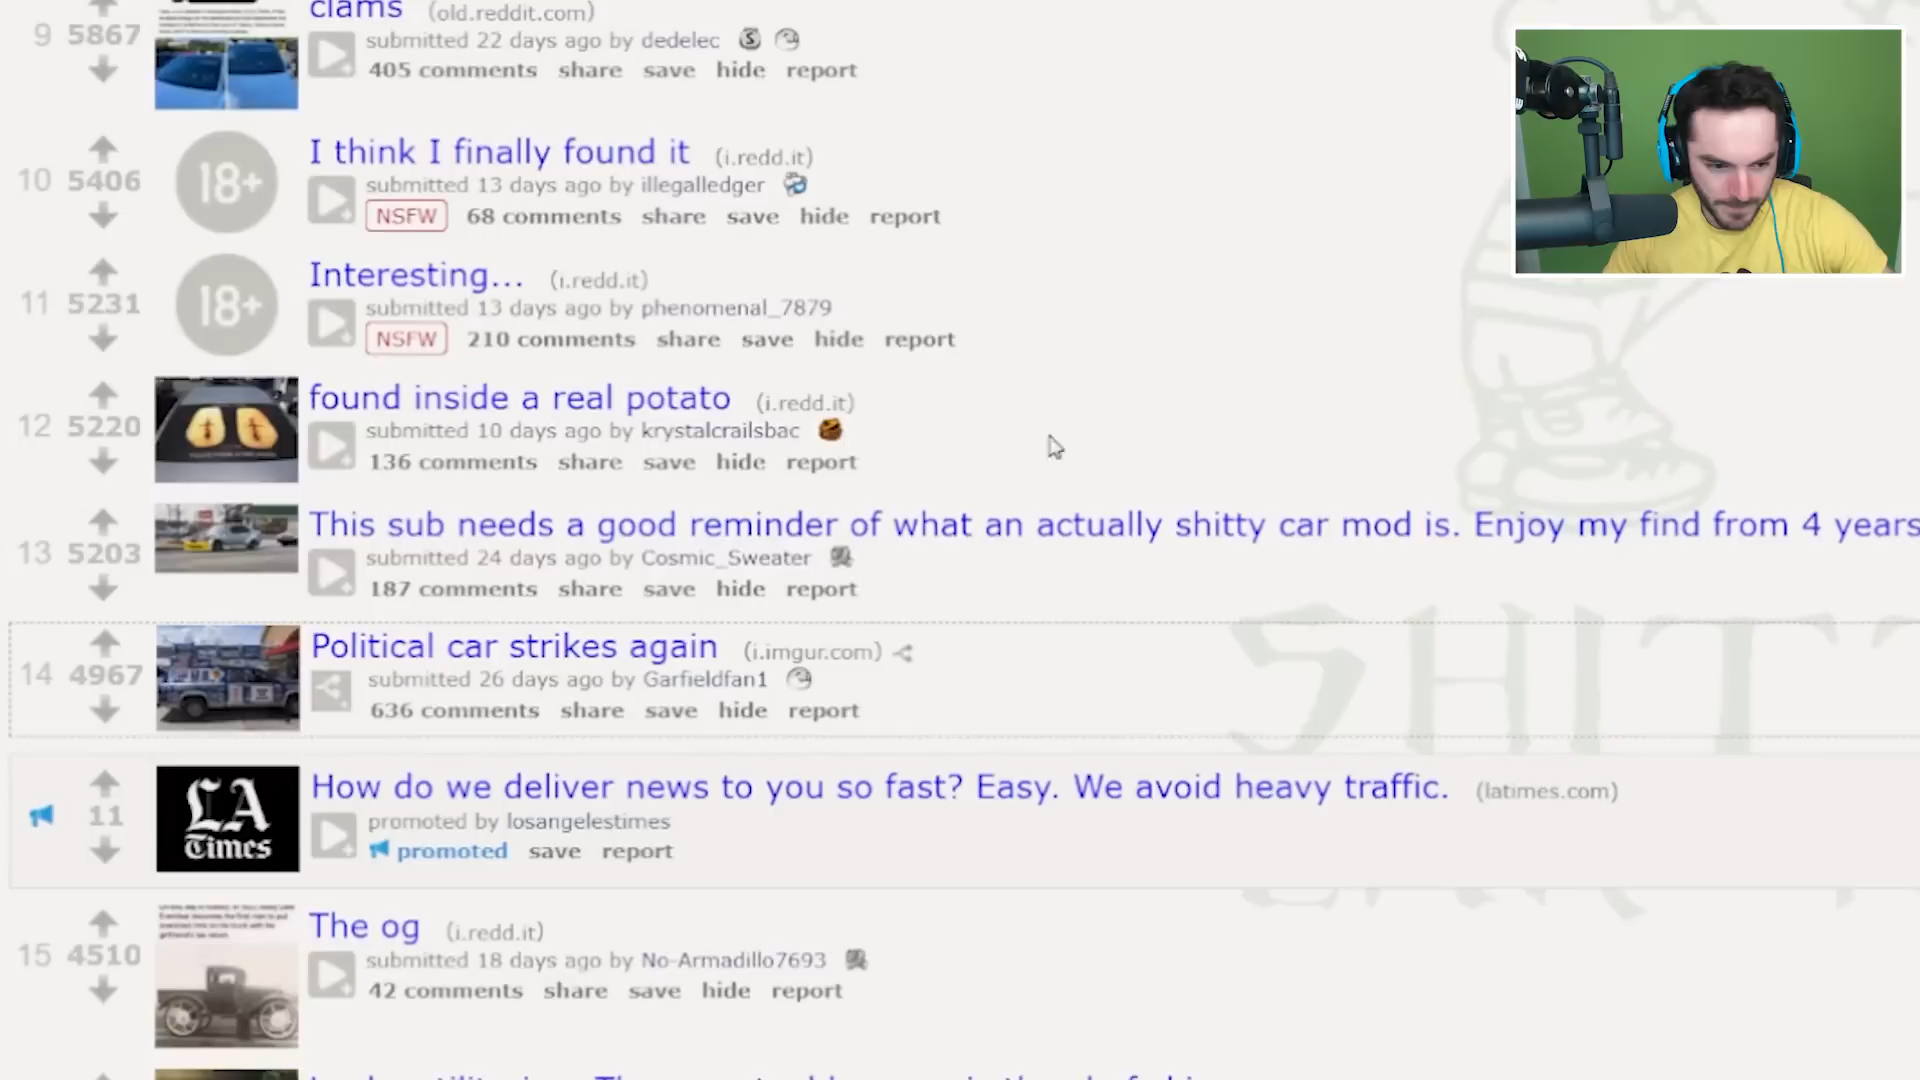 clams (old.reddit.com)
9 5867
submitted 22 days ago by dedelec
405 comments share save hide report
I think I finally found it (i.redd.it)
10 5406 18+
submitted 13 days ago by illegalledger
NSFW 68 comments share save hide report
Interesting... (i.redd.it)
11 5231 18+
submitted 13 days ago by phenomenal_7879
NSFW 210 comments share save hide report
found inside a real potato (i.redd.it)
12 5220
submitted 10 days ago by krystalcrailsbac
136 comments share save hide report
This sub needs a good reminder of what an actually shitty car mod is. Enjoy my find from 4 years
13 5203
submitted 24 days ago by Cosmic_Sweater
187 comments share save hide report
Political car strikes again (i.imgur.com)
14 4967
submitted 26 days ago by Garfieldfan1
636 comments share save hide report
SHIT
How do we deliver news to you so fast? Easy. We avoid heavy traffic. (latimes.com)
11
LA Times
promoted by losangelestimes
promoted save report
The og (i.redd.it)
15 4510
submitted 18 days ago by No-Armadillo7693
42 comments share save hide report